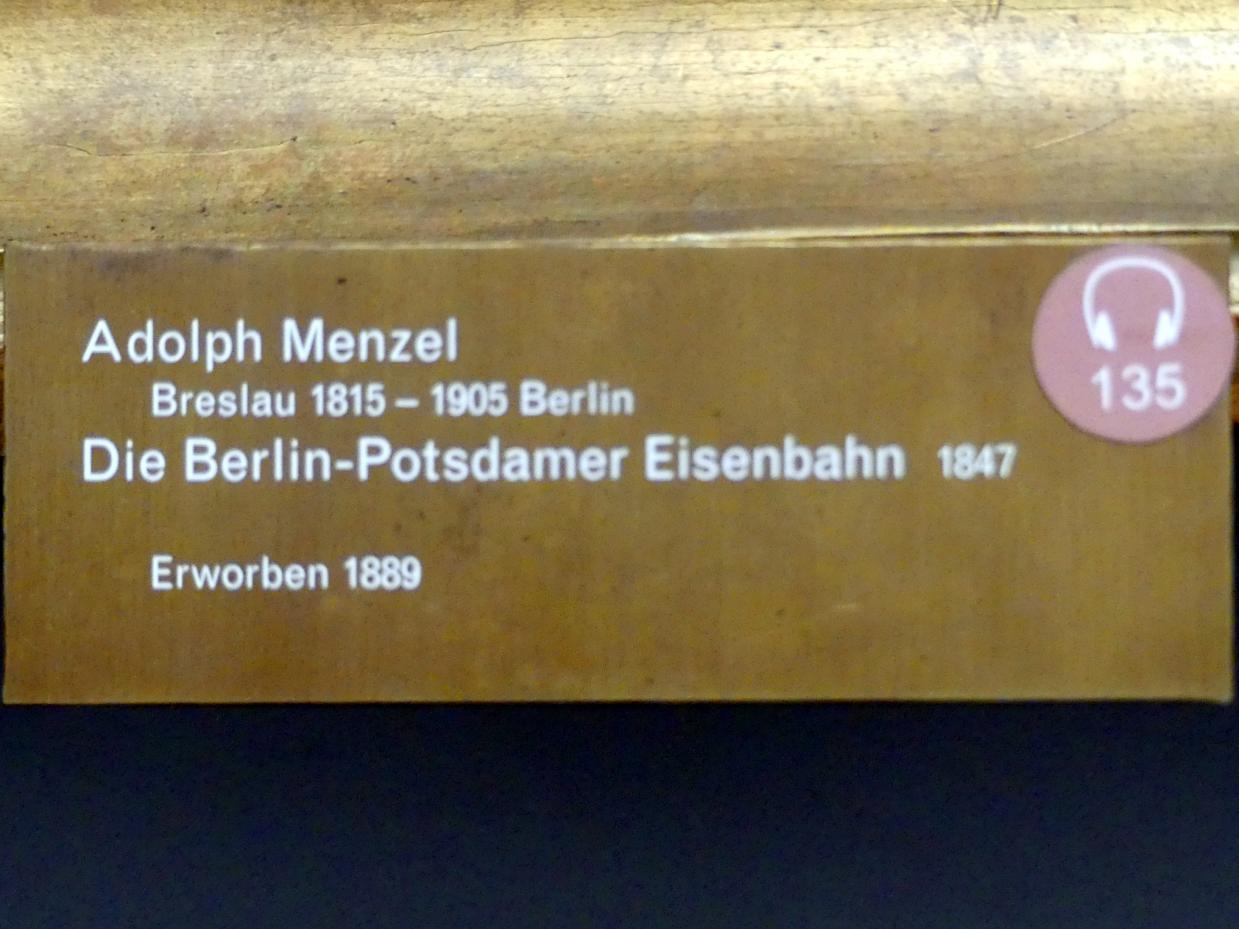 Adolph Menzel
Breslau 1815 – 1905 Berlin
Die Berlin-Potsdamer Eisenbahn 1847
Erworben 1889
135